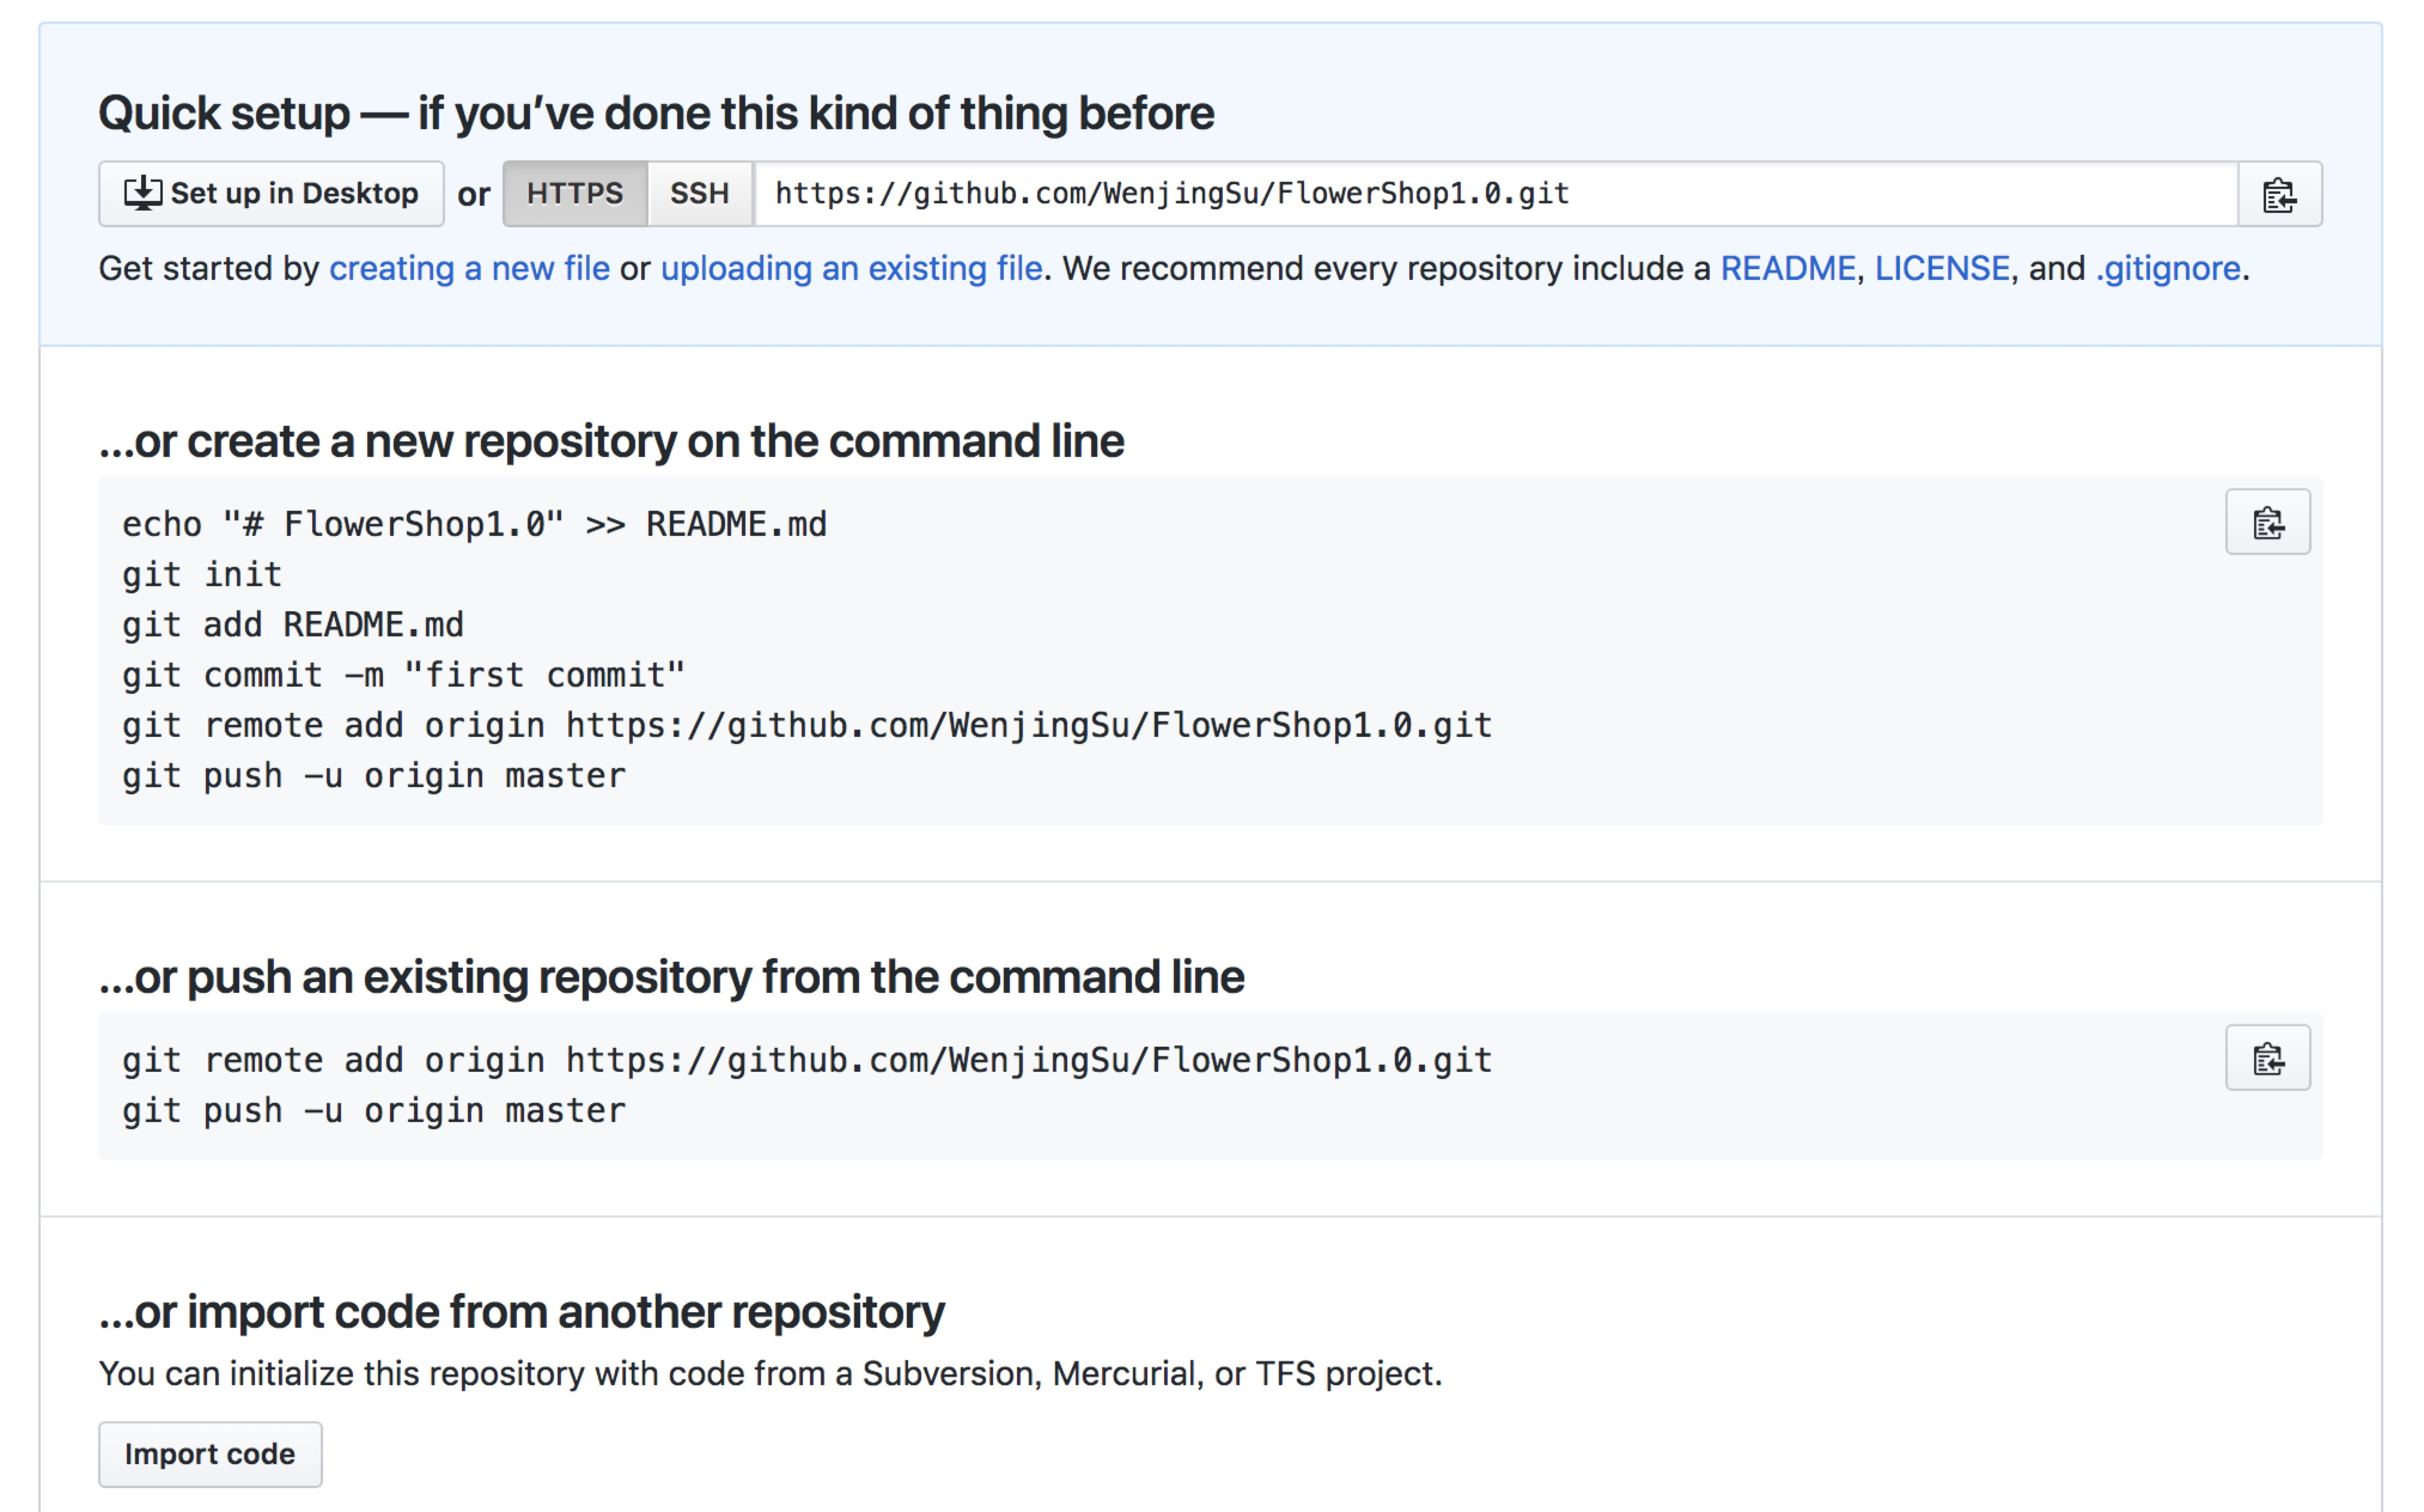 Quick setup — if you’ve done this kind of thing before
Set up in Desktop or HTTPS SSH https://github.com/WenjingSu/FlowerShop1.0.git
Get started by creating a new file or uploading an existing file. We recommend every repository include a README, LICENSE, and .gitignore.
...or create a new repository on the command line
echo "# FlowerShop1.0" >> README.md
git init
git add README.md
git commit -m "first commit"
git remote add origin https://github.com/WenjingSu/FlowerShop1.0.git
git push -u origin master
...or push an existing repository from the command line
git remote add origin https://github.com/WenjingSu/FlowerShop1.0.git
git push -u origin master
...or import code from another repository
You can initialize this repository with code from a Subversion, Mercurial, or TFS project.
Import code